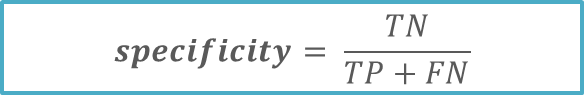 specificity = TN / TP + FN